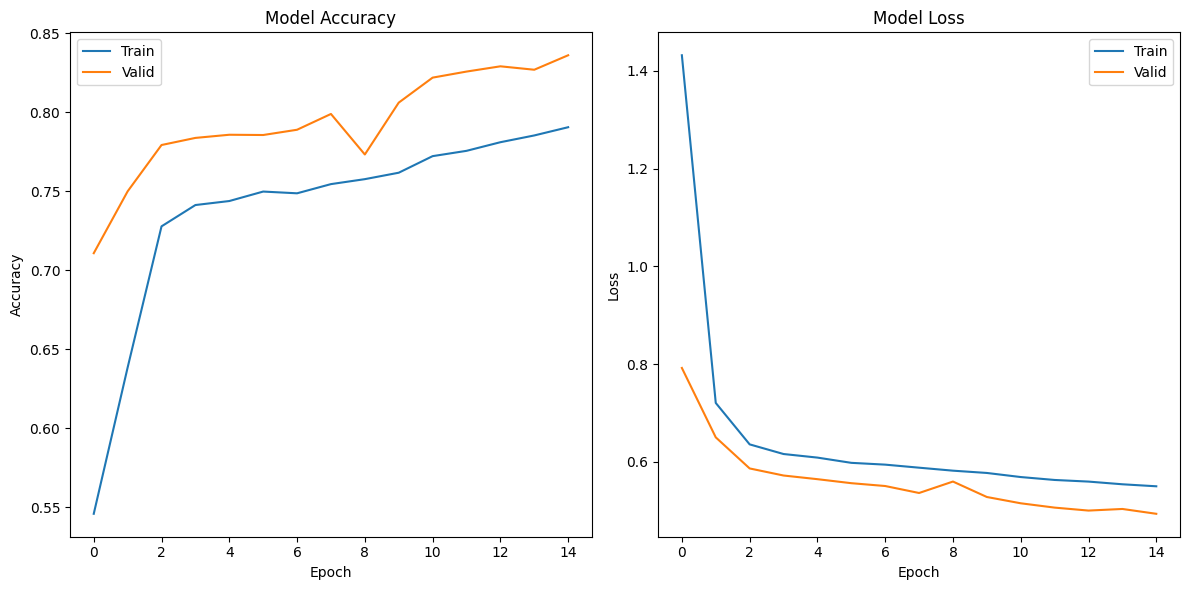 Model Accuracy
Train
Valid
0.85
0.80
0.75
0.70
0.65
0.60
0.55
Accuracy
0 2 4 6 8 10 12 14
Epoch
Model Loss
Train
Valid
1.4
1.2
1.0
0.8
0.6
Loss
0 2 4 6 8 10 12 14
Epoch